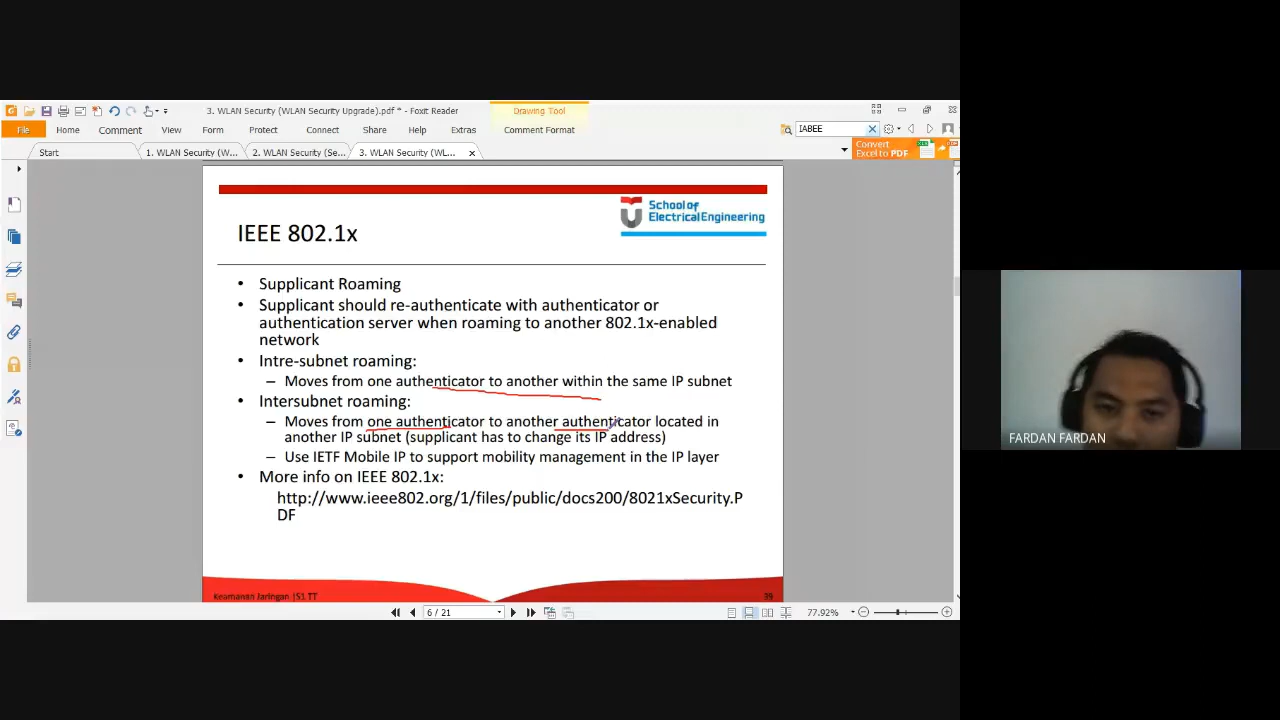 3. WLAN Security (WLAN Security Upgrade).pdf * - Foxit Reader
Drawing Tool
File Home Comment View Form Protect Connect Share Help Extras Comment Format
IABEE
Start
1. WLAN Security (W...
2. WLAN Security (Se...
3. WLAN Security (WL...
Convert
Excel to PDF
School of
Electrical Engineering
IEEE 802.1x
• Supplicant Roaming
• Supplicant should re-authenticate with authenticator or
authentication server when roaming to another 802.1x-enabled
network
• Intre-subnet roaming:
– Moves from one authenticator to another within the same IP subnet
• Intersubnet roaming:
– Moves from one authenticator to another authenticator located in
another IP subnet (supplicant has to change its IP address)
– Use IETF Mobile IP to support mobility management in the IP layer
• More info on IEEE 802.1x:
http://www.ieee802.org/1/files/public/docs200/8021xSecurity.P
DF
Keamanan Jaringan |S1 TT
39
6 / 21
77.92%
FARDAN FARDAN